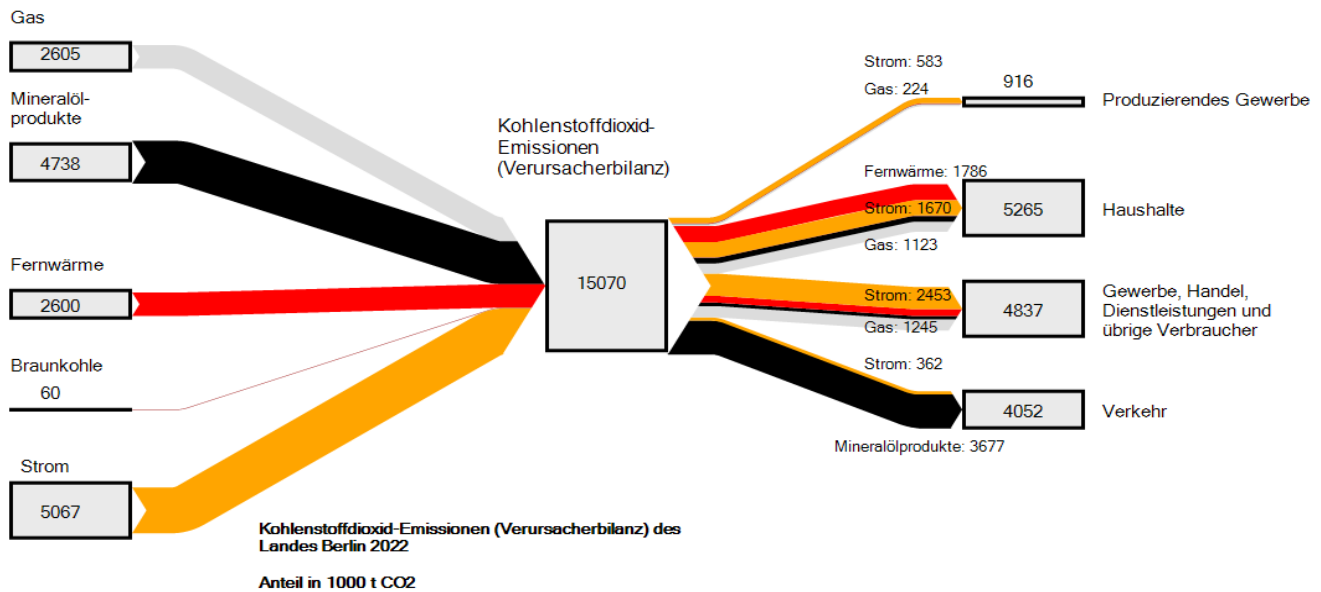 Gas
2605
Mineralöl-
produkte
4738
Fernwärme
2600
Braunkohle
60
Strom
5067
Kohlenstoffdioxid-
Emissionen
(Verursacherbilanz)
15070
Strom: 583
Gas: 224
916
Produzierendes Gewerbe
Fernwärme: 1786
Strom: 1670
Gas: 1123
5265
Haushalte
Strom: 2453
Gas: 1245
4837
Gewerbe, Handel,
Dienstleistungen und
übrige Verbraucher
Strom: 362
4052
Verkehr
Mineralölprodukte: 3677
Kohlenstoffdioxid-Emissionen (Verursacherbilanz) des
Landes Berlin 2022
Anteil in 1000 t CO2